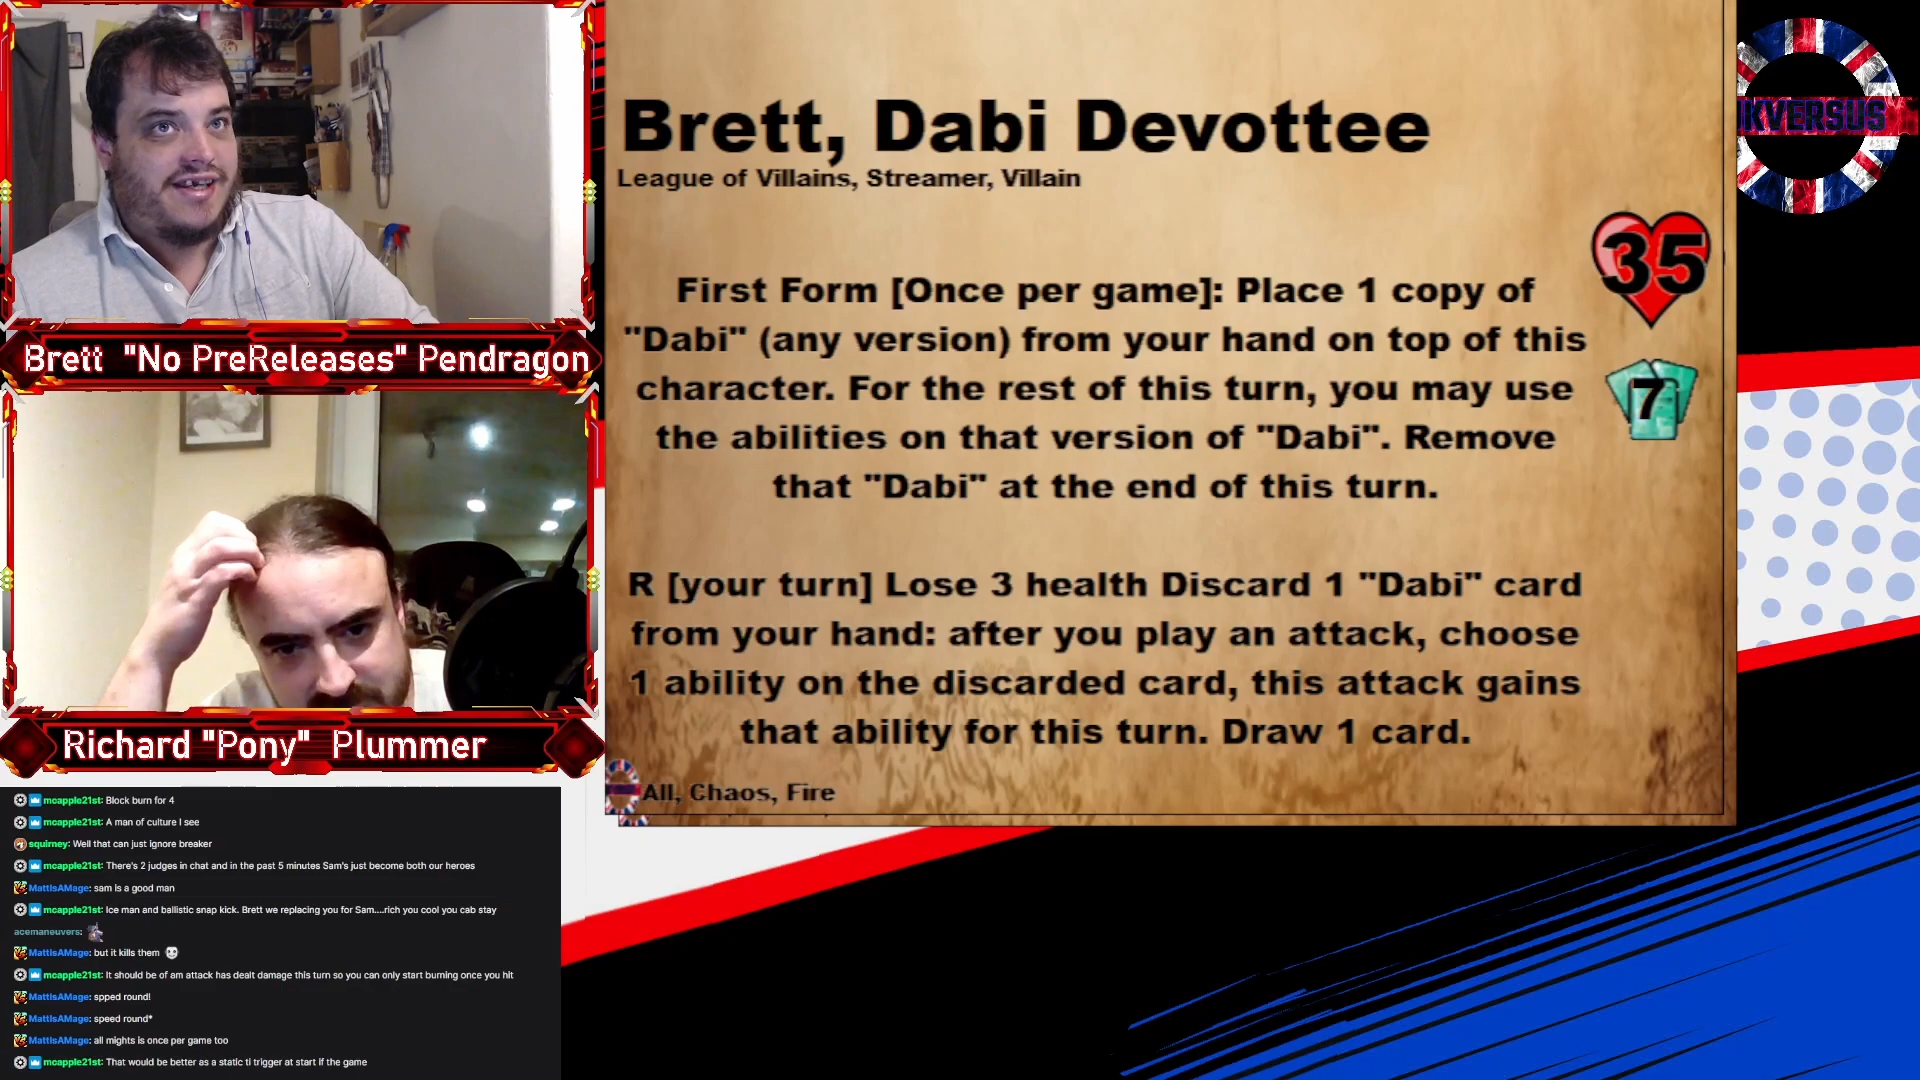 Brett, Dabi Devottee
League of Villains, Streamer, Villain
35
First Form [Once per game]: Place 1 copy of
"Dabi" (any version) from your hand on top of this
character. For the rest of this turn, you may use
the abilities on that version of "Dabi". Remove
that "Dabi" at the end of this turn.
7
R [your turn] Lose 3 health Discard 1 "Dabi" card
from your hand: after you play an attack, choose
1 ability on the discarded card, this attack gains
that ability for this turn. Draw 1 card.
All, Chaos, Fire
KVERSUS
Brett "No PreReleases" Pendragon
Richard "Pony" Plummer
mcapple21st: Block burn for 4
mcapple21st: A man of culture I see
squirney: Well that can just ignore breaker
mcapple21st: There's 2 judges in chat and in the past 5 minutes Sam's just become both our heroes
MattIsAMage: sam is a good man
mcapple21st: Ice man and ballistic snap kick. Brett we replacing you for Sam....rich you cool you cab stay
acemaneuvers:
MattIsAMage: but it kills them
mcapple21st: It should be of am attack has dealt damage this turn so you can only start burning once you hit
MattIsAMage: spped round!
MattIsAMage: speed round*
MattIsAMage: all mights is once per game too
mcapple21st: That would be better as a static ti trigger at start if the game